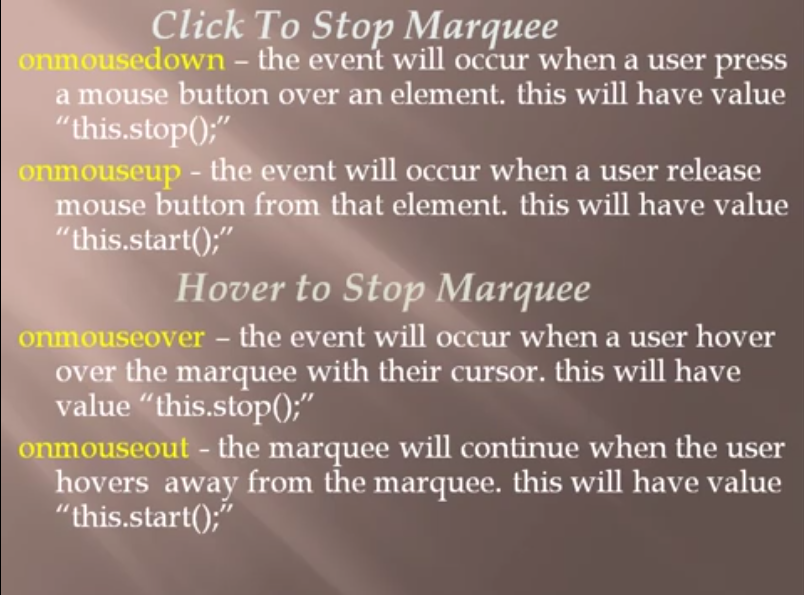 Click To Stop Marquee
onmousedown – the event will occur when a user press
a mouse button over an element. this will have value
“this.stop();”
onmouseup - the event will occur when a user release
mouse button from that element. this will have value
“this.start();”
Hover to Stop Marquee
onmouseover – the event will occur when a user hover
over the marquee with their cursor. this will have
value “this.stop();”
onmouseout - the marquee will continue when the user
hovers away from the marquee. this will have value
“this.start();”